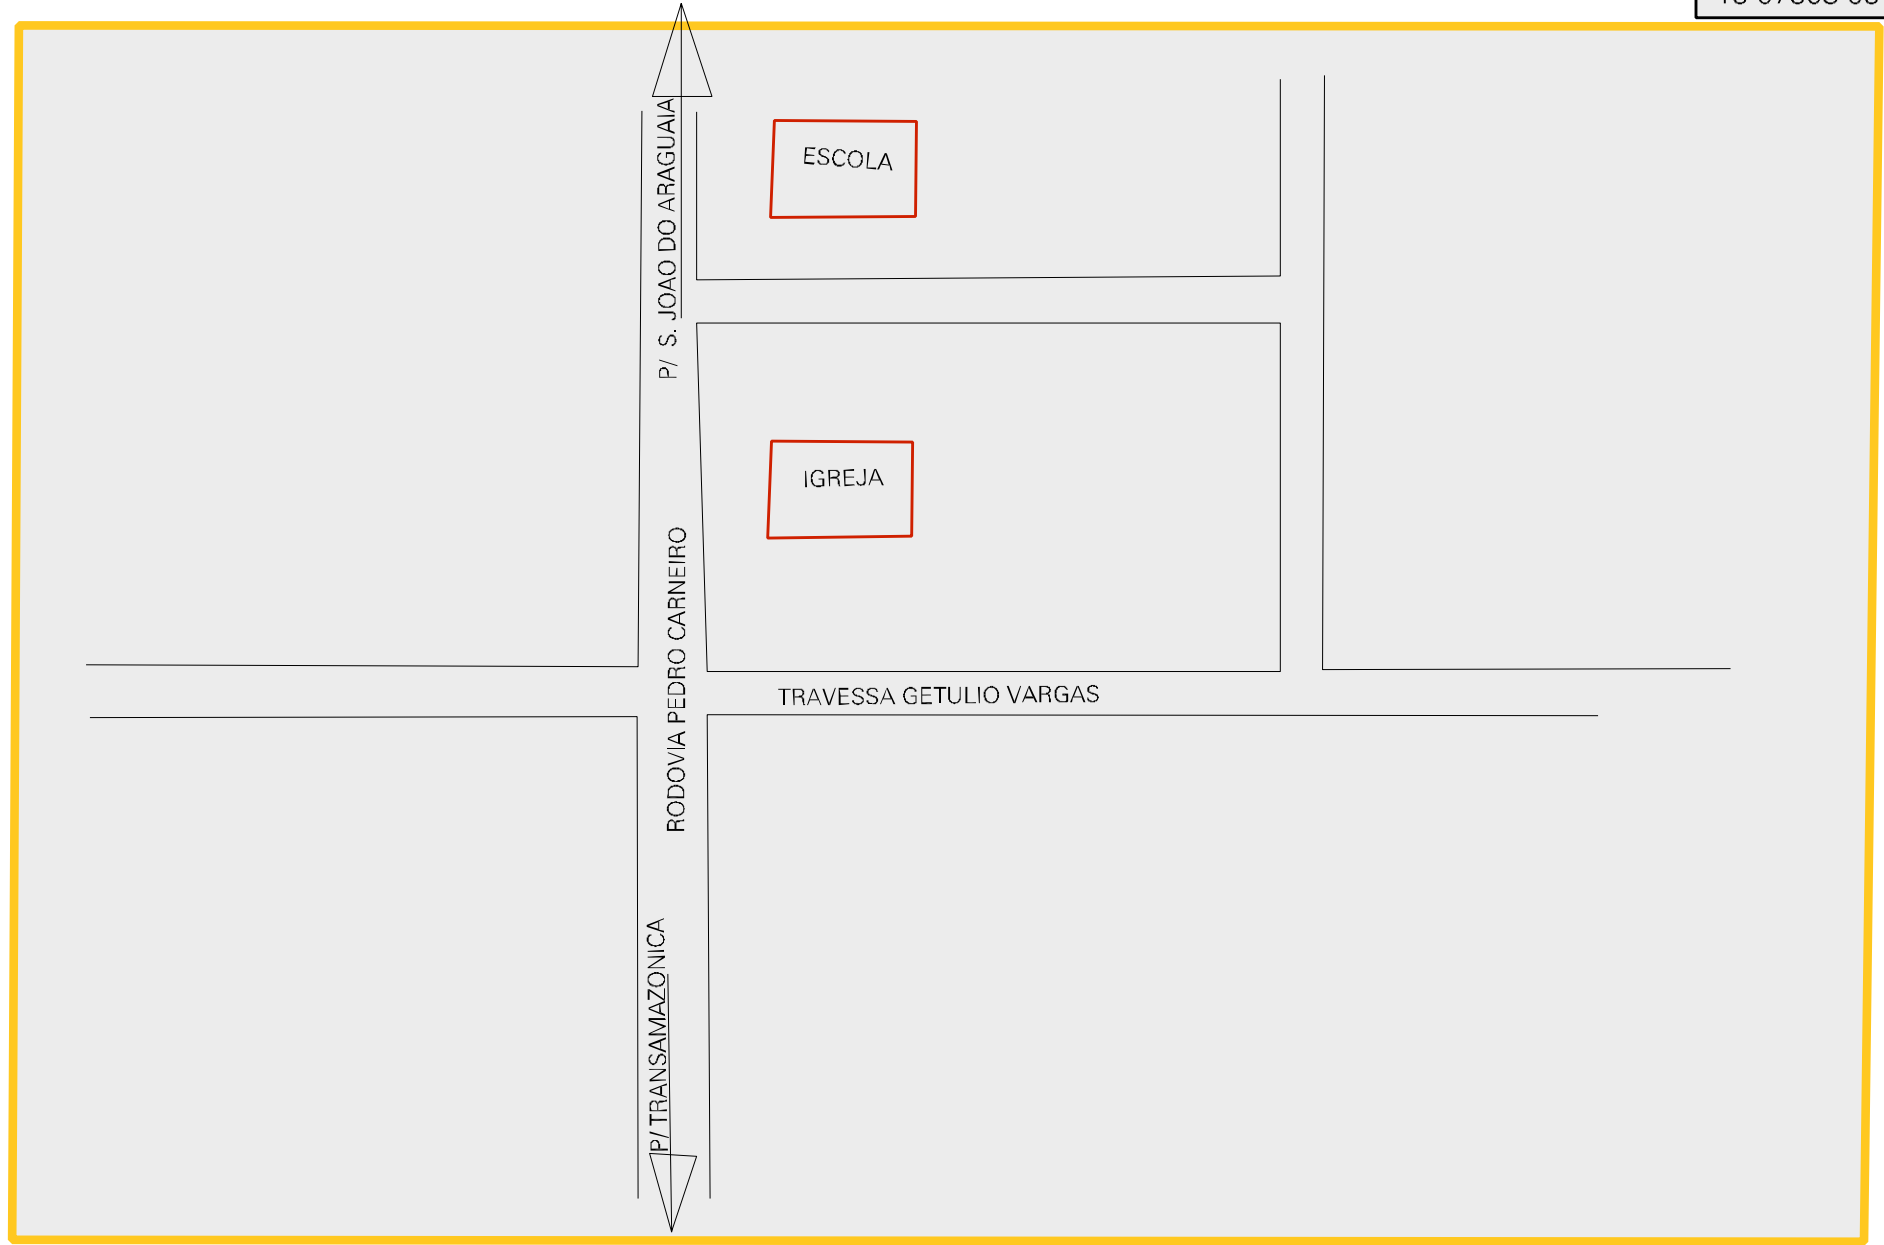 ESCOLA
P/ S. JOAO DO ARAGUAIA
IGREJA
RODOVIA PEDRO CARNEIRO
TRAVESSA GETULIO VARGAS
P/ TRANSAMAZONICA